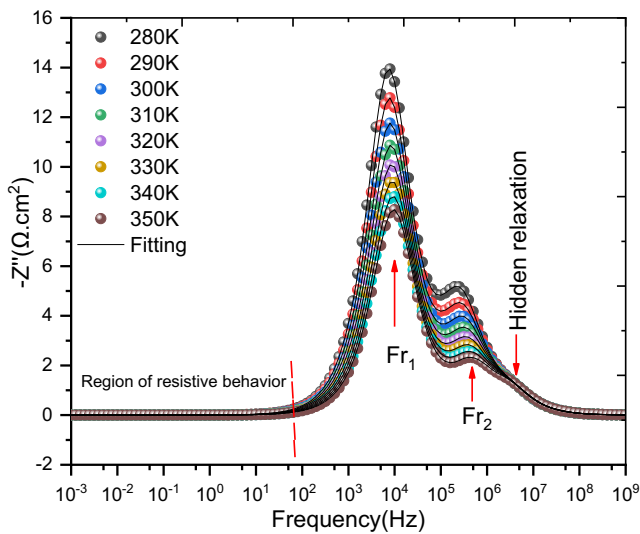 280K
290K
300K
310K
320K
330K
340K
350K
Fitting
16
14
12
10
8
6
4
2
0
-2
-Z''(Ω.cm²)
Region of resistive behavior
Fr₁
Fr₂
Hidden relaxation
10⁻³ 10⁻² 10⁻¹ 10⁰ 10¹ 10² 10³ 10⁴ 10⁵ 10⁶ 10⁷ 10⁸ 10⁹
Frequency(Hz)